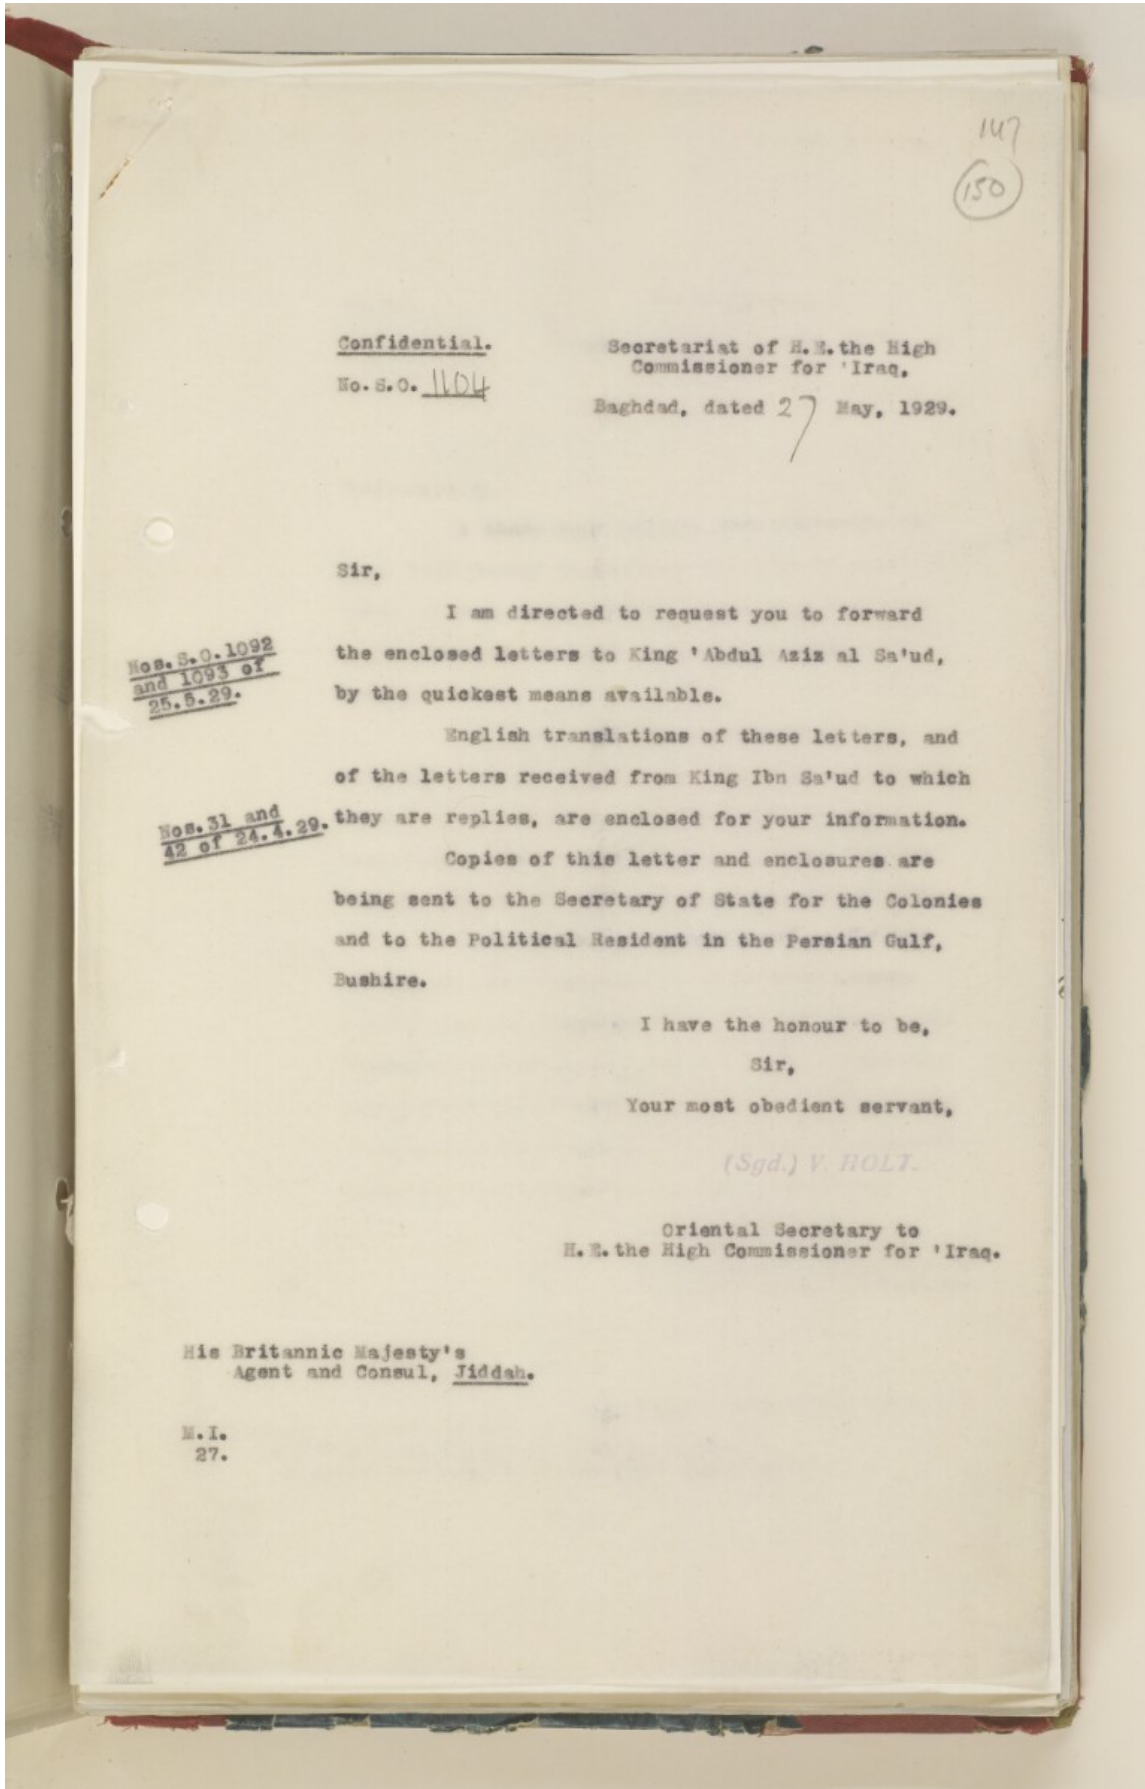 147
150
Confidential.
No. S.O. 1104
Secretariat of H.E.the High
Commissioner for 'Iraq.
Baghdad, dated 27 May, 1929.
Sir,
I am directed to request you to forward
the enclosed letters to King 'Abdul Aziz al Sa'ud,
by the quickest means available.
Nos. S.O.1092
and 1093 of
25.5.29.
English translations of these letters, and
of the letters received from King Ibn Sa'ud to which
they are replies, are enclosed for your information.
Nos.31 and
42 of 24.4.29.
Copies of this letter and enclosures are
being sent to the Secretary of State for the Colonies
and to the Political Resident in the Persian Gulf,
Bushire.
I have the honour to be,
Sir,
Your most obedient servant,
(Sgd.) V. HOLT.
Oriental Secretary to
H.E.the High Commissioner for 'Iraq.
His Britannic Majesty's
Agent and Consul, Jiddah.
M.I.
27.